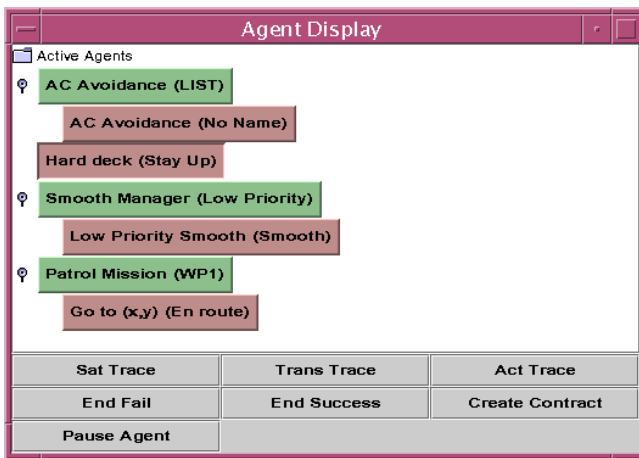 Agent Display
Active Agents
AC Avoidance (LIST)
AC Avoidance (No Name)
Hard deck (Stay Up)
Smooth Manager (Low Priority)
Low Priority Smooth (Smooth)
Patrol Mission (WP1)
Go to (x,y) (En route)
Sat Trace Trans Trace Act Trace
End Fail End Success Create Contract
Pause Agent